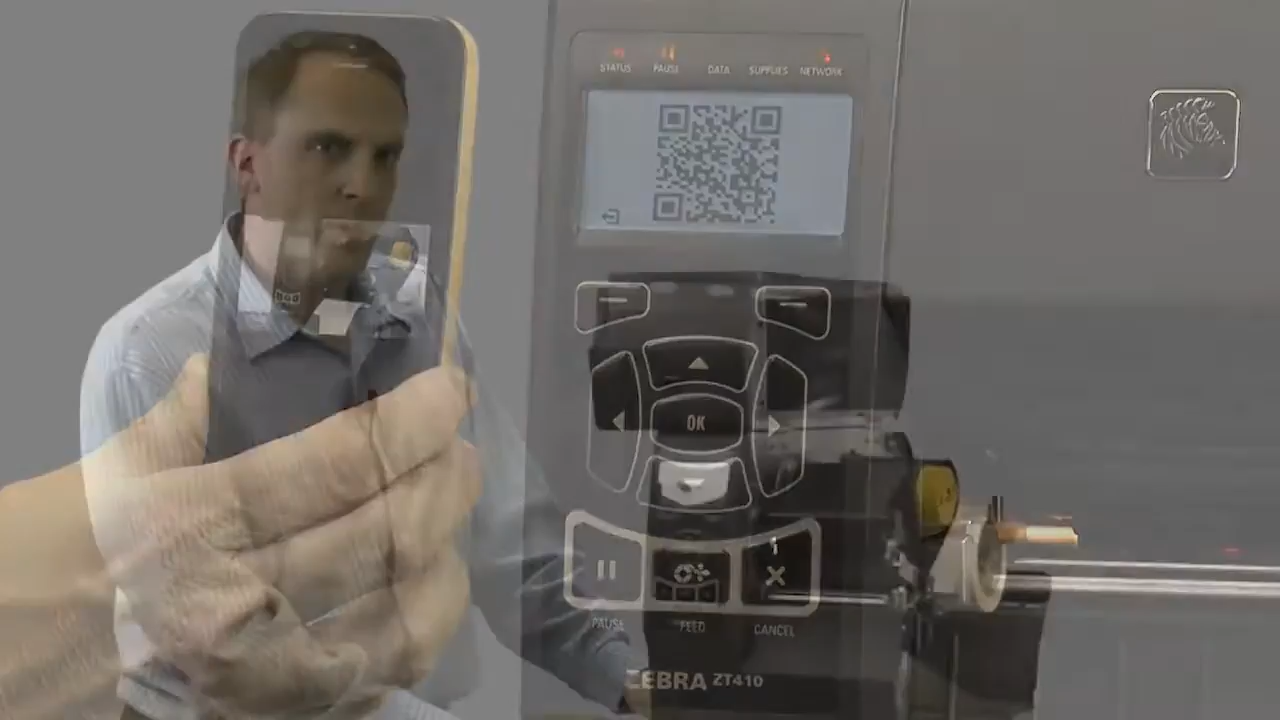 STATUS PAUSE DATA SUPPLIES NETWORK
OK
PAUSE FEED CANCEL
ZEBRA ZT410